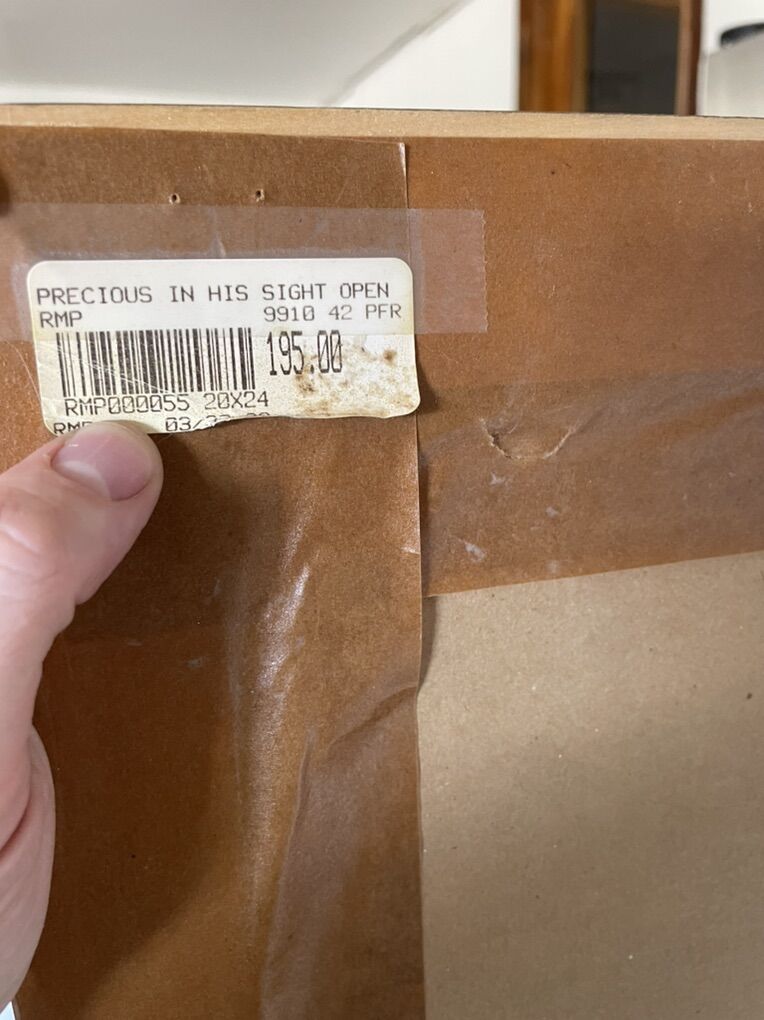 PRECIOUS IN HIS SIGHT OPEN
RMP 9910 42 PFR
195.00
RMP000055 20X24